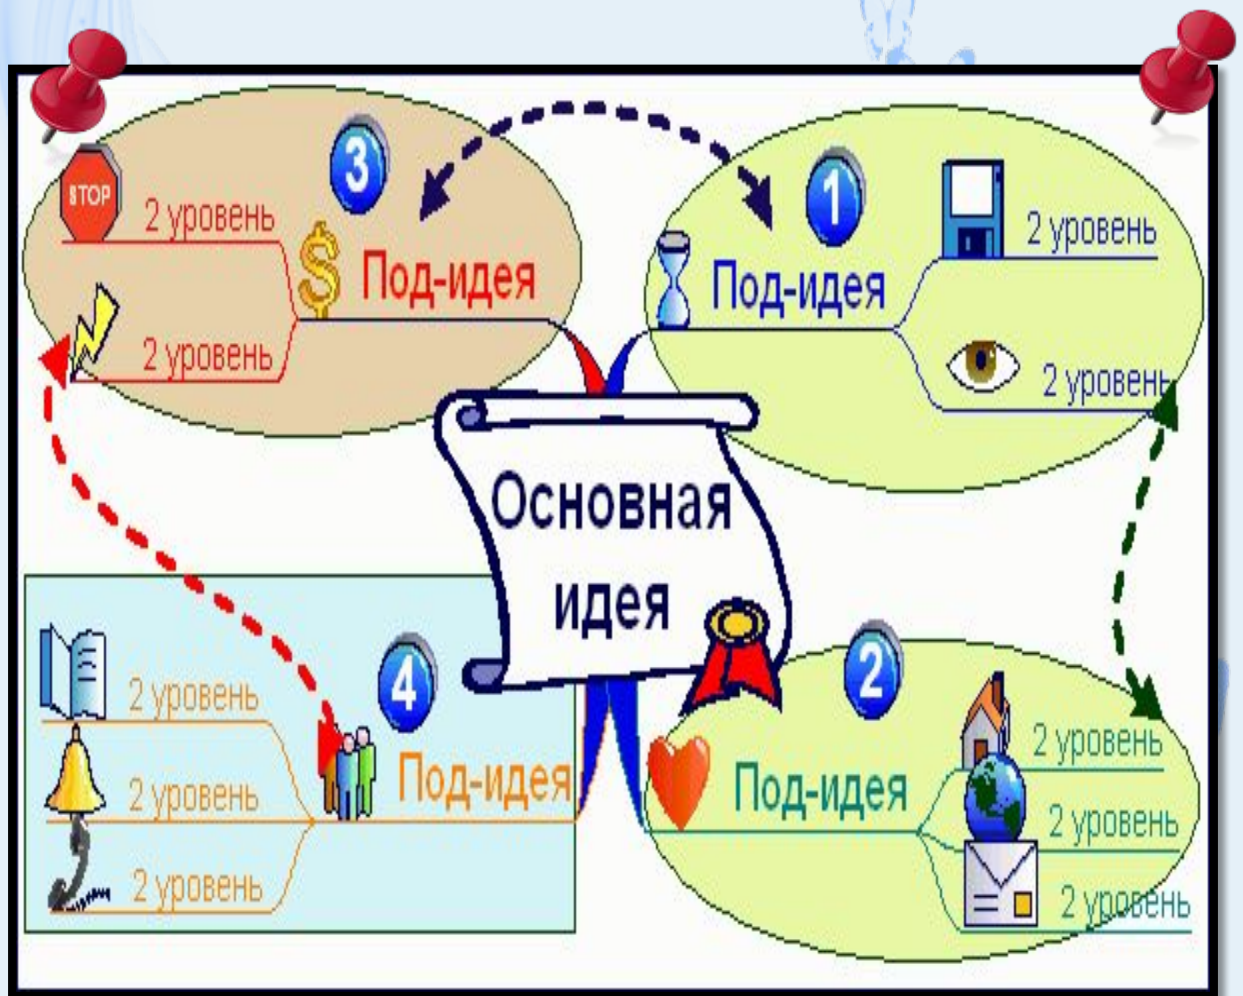 Основная
идея
1
Под-идея
2 уровень
2 уровень
2
Под-идея
2 уровень
2 уровень
2 уровень
3
Под-идея
STOP
2 уровень
2 уровень
4
Под-идея
2 уровень
2 уровень
2 уровень